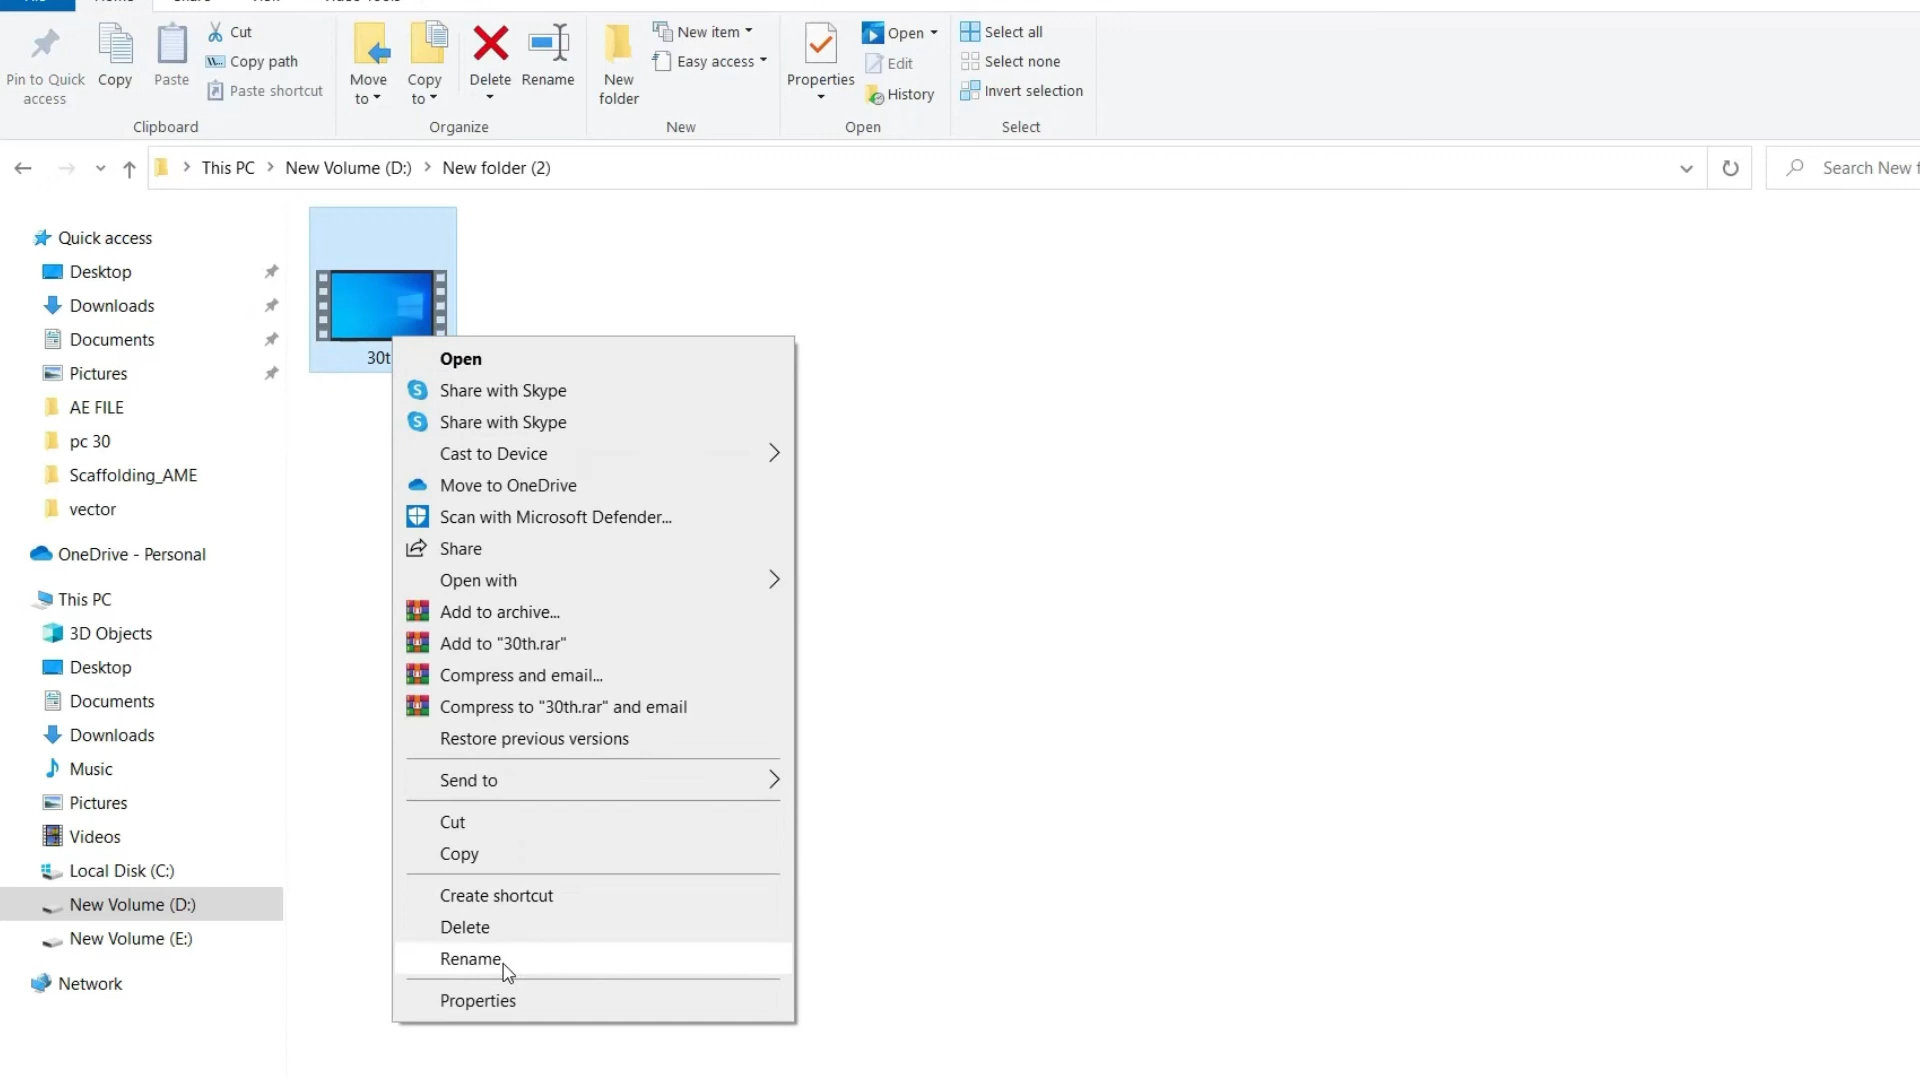 Cut
Copy path
Paste shortcut
Pin to Quick access
Copy
Paste
Clipboard
Move to
Copy to
Delete
Rename
Organize
New folder
New item
Easy access
New
Properties
Open
Edit
History
Open
Select all
Select none
Invert selection
Select
This PC > New Volume (D:) > New folder (2)
Search New f
Quick access
Desktop
Downloads
Documents
Pictures
AE FILE
pc 30
Scaffolding_AME
vector
OneDrive - Personal
This PC
3D Objects
Desktop
Documents
Downloads
Music
Pictures
Videos
Local Disk (C:)
New Volume (D:)
New Volume (E:)
Network
30t
Open
Share with Skype
Share with Skype
Cast to Device
Move to OneDrive
Scan with Microsoft Defender...
Share
Open with
Add to archive...
Add to "30th.rar"
Compress and email...
Compress to "30th.rar" and email
Restore previous versions
Send to
Cut
Copy
Create shortcut
Delete
Rename
Properties